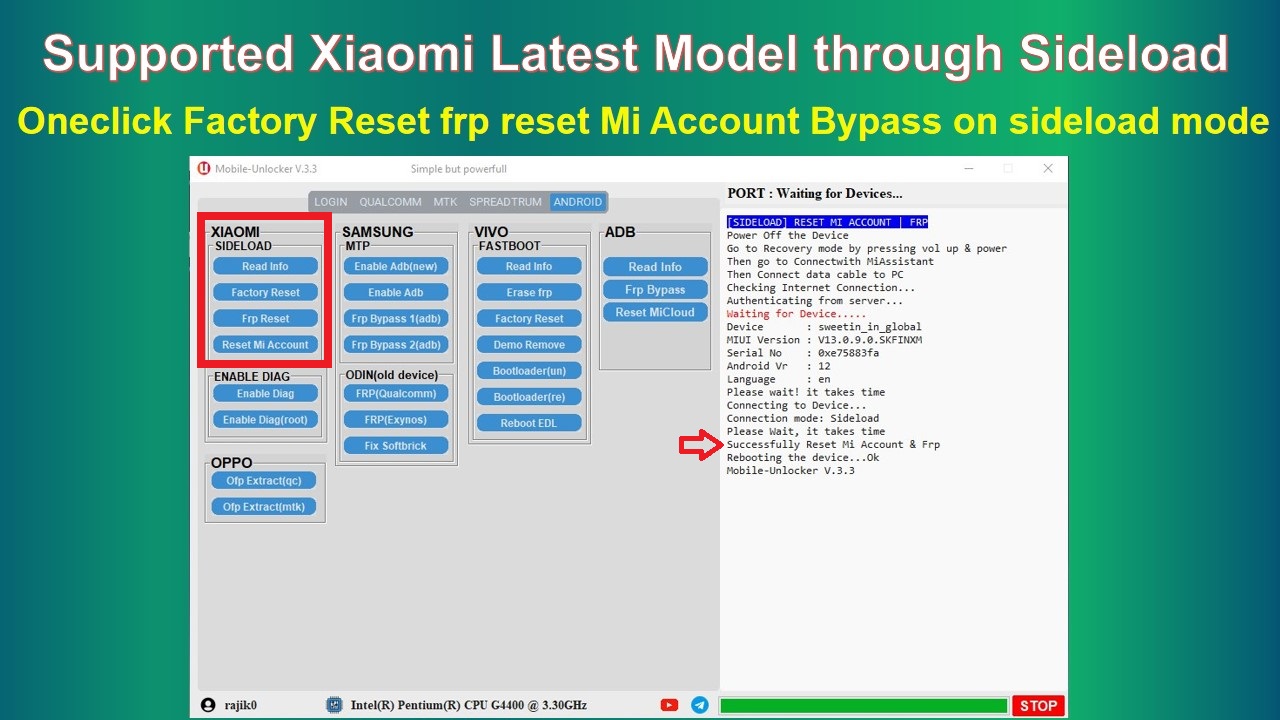 Supported Xiaomi Latest Model through Sideload
Oneclick Factory Reset frp reset Mi Account Bypass on sideload mode
Mobile-Unlocker V.3.3
Simple but powerfull
LOGIN QUALCOMM MTK SPREADTRUM ANDROID
XIAOMI
SIDELOAD
Read Info
Factory Reset
Frp Reset
Reset Mi Account
ENABLE DIAG
Enable Diag
Enable Diag(root)
OPPO
Ofp Extract(qc)
Ofp Extract(mtk)
SAMSUNG
MTP
Enable Adb(new)
Enable Adb
Frp Bypass 1(adb)
Frp Bypass 2(adb)
ODIN(old device)
FRP(Qualcomm)
FRP(Exynos)
Fix Softbrick
VIVO
FASTBOOT
Read Info
Erase frp
Factory Reset
Demo Remove
Bootloader(un)
Bootloader(re)
Reboot EDL
ADB
Read Info
Frp Bypass
Reset MiCloud
PORT : Waiting for Devices...
[SIDELOAD] RESET MI ACCOUNT | FRP
Power Off the Device
Go to Recovery mode by pressing vol up & power
Then go to Connectwith MiAssistant
Then Connect data cable to PC
Checking Internet Connection...
Authenticating from server...
Waiting for Device.....
Device : sweetin_in_global
MIUI Version : V13.0.9.0.SKFINXM
Serial No : 0xe75883fa
Android Vr : 12
Language : en
Please wait! it takes time
Connecting to Device...
Connection mode: Sideload
Please Wait, it takes time
Successfully Reset Mi Account & Frp
Rebooting the device...Ok
Mobile-Unlocker V.3.3
rajik0
Intel(R) Pentium(R) CPU G4400 @ 3.30GHz
STOP